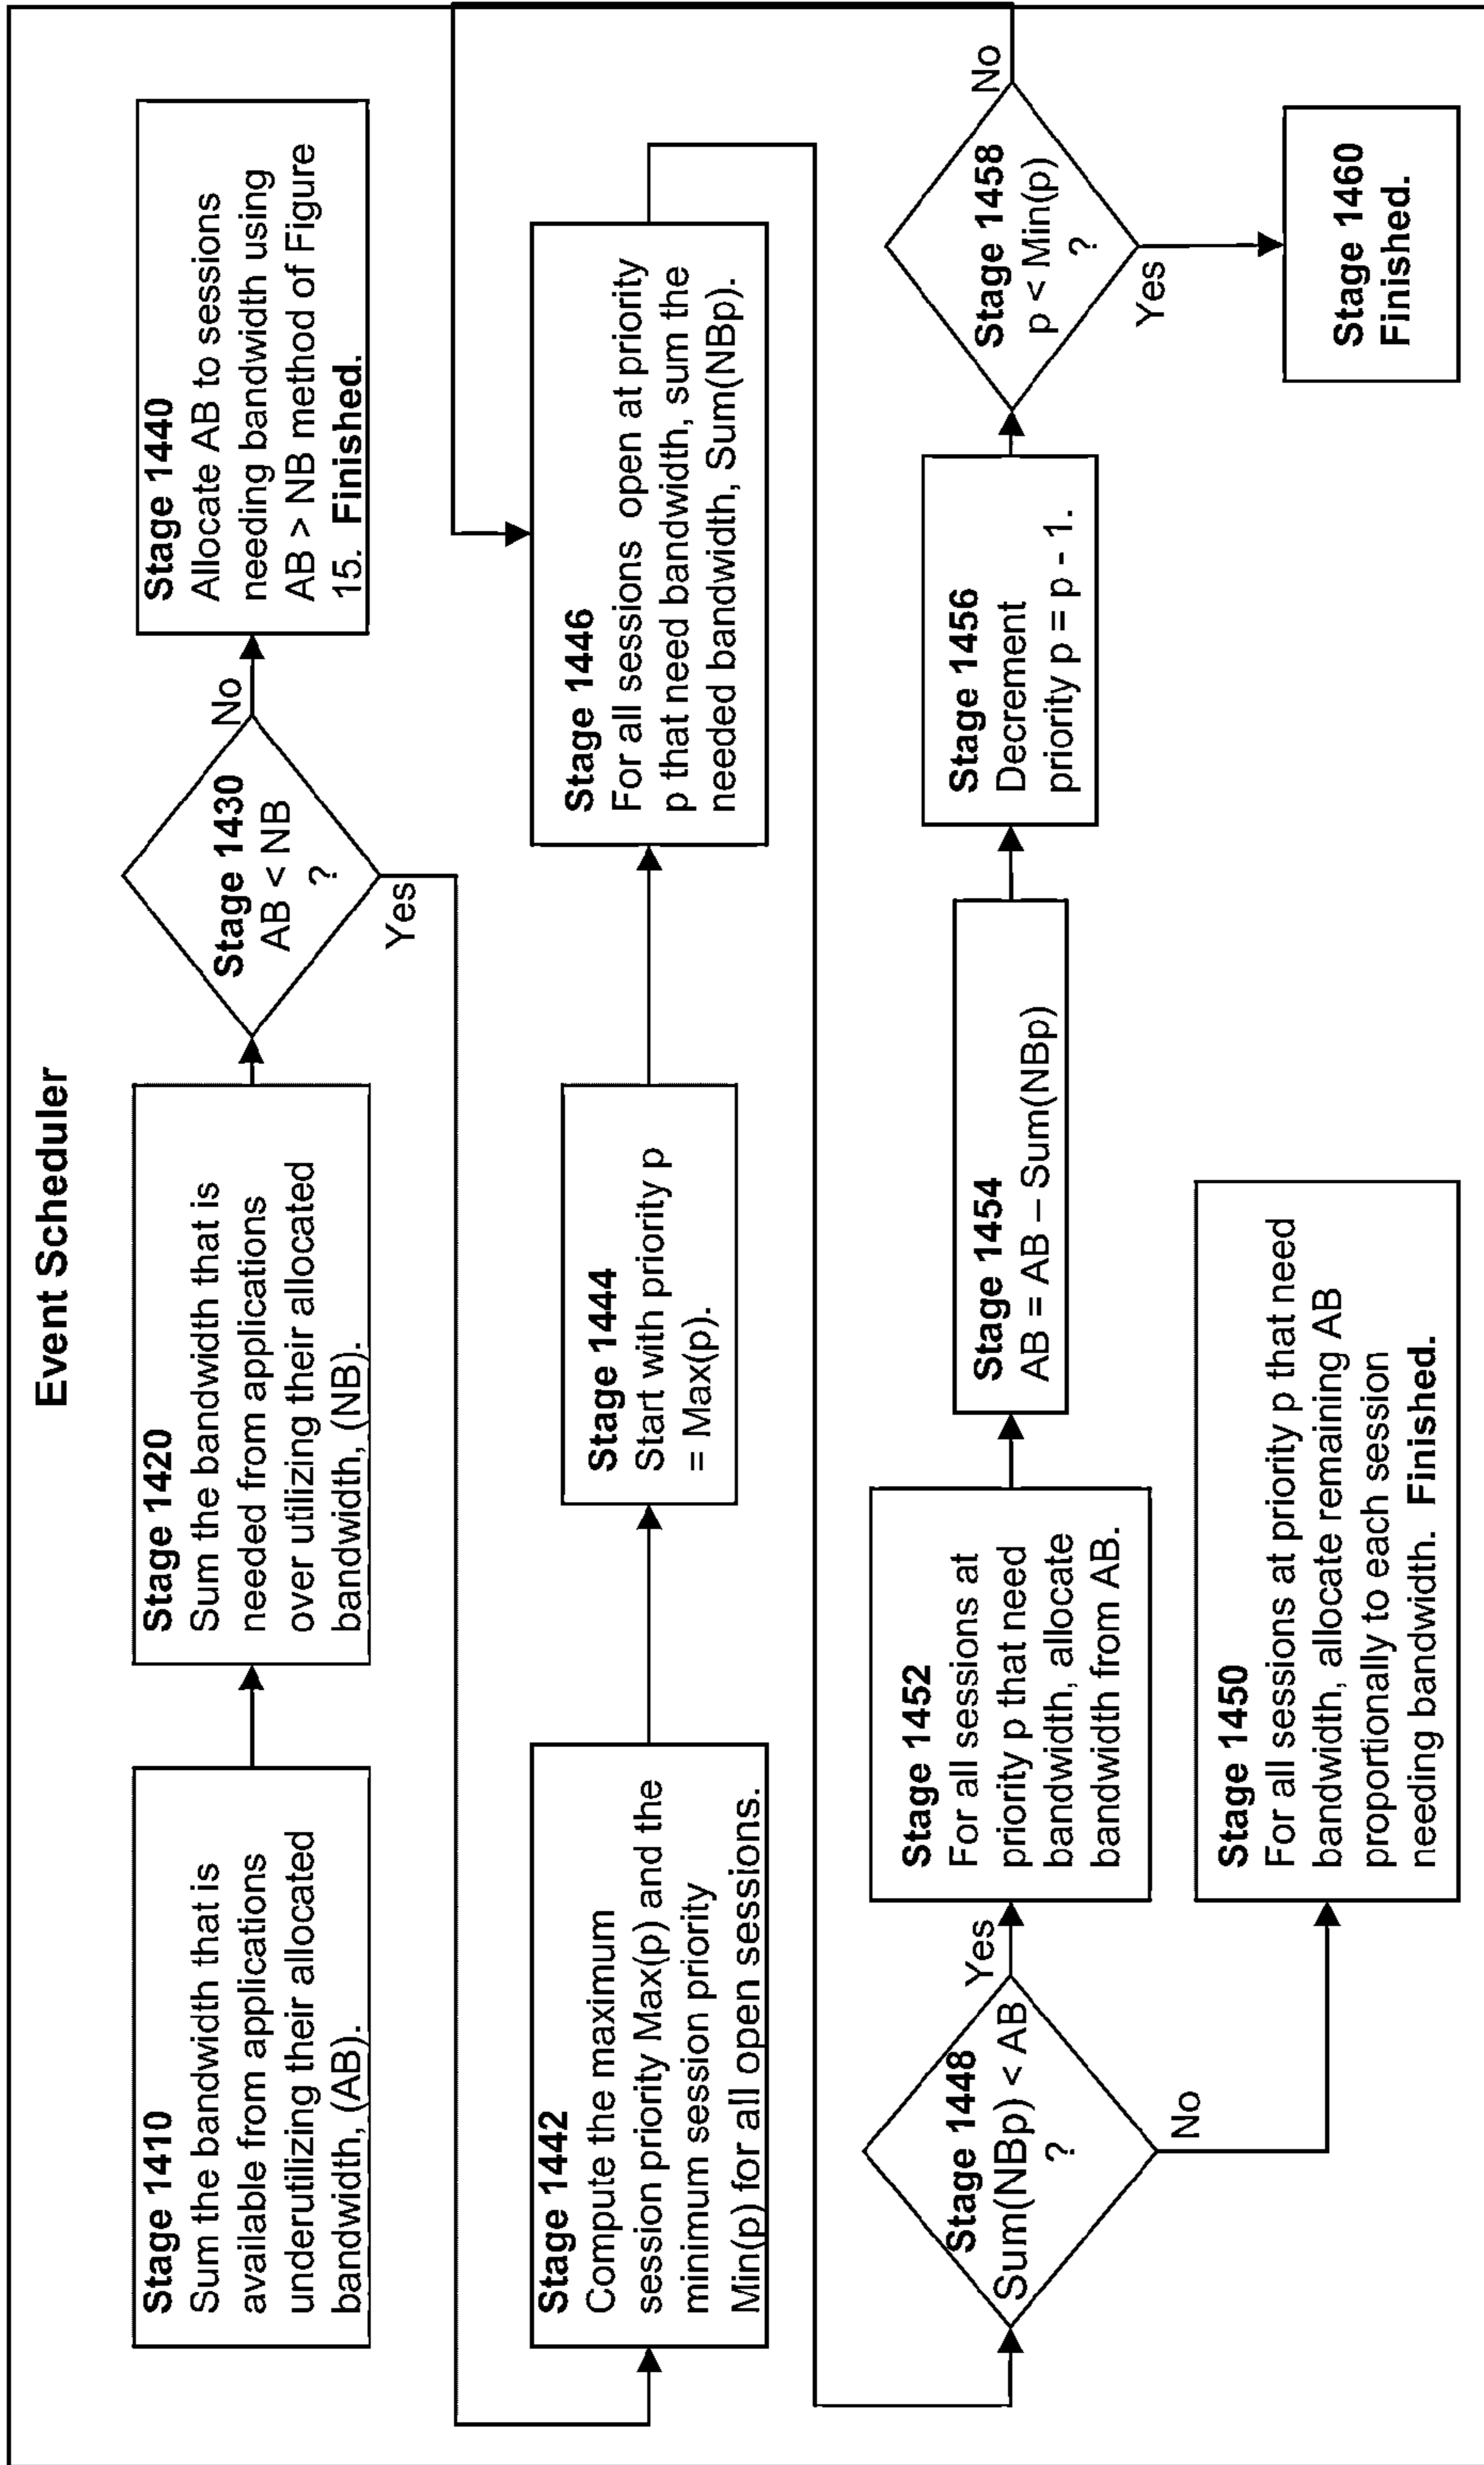 Event Scheduler
Stage 1410
Sum the bandwidth that is
available from applications
underutilizing their allocated
bandwidth, (AB).
Stage 1420
Sum the bandwidth that is
needed from applications
over utilizing their allocated
bandwidth, (NB).
Stage 1430
AB < NB
?
No
Yes
Stage 1440
Allocate AB to sessions
needing bandwidth using
AB > NB method of Figure
15. Finished.
Stage 1442
Compute the maximum
session priority Max(p) and the
minimum session priority
Min(p) for all open sessions.
Stage 1444
Start with priority p
= Max(p).
Stage 1446
For all sessions open at priority
p that need bandwidth, sum the
needed bandwidth, Sum(NBp).
Stage 1448
Sum(NBp) < AB
?
Yes
No
Stage 1452
For all sessions at
priority p that need
bandwidth, allocate
bandwidth from AB.
Stage 1454
AB = AB – Sum(NBp)
Stage 1456
Decrement
priority p = p - 1.
Stage 1458
p < Min(p)
?
No
Yes
Stage 1450
For all sessions at priority p that need
bandwidth, allocate remaining AB
proportionally to each session
needing bandwidth. Finished.
Stage 1460
Finished.